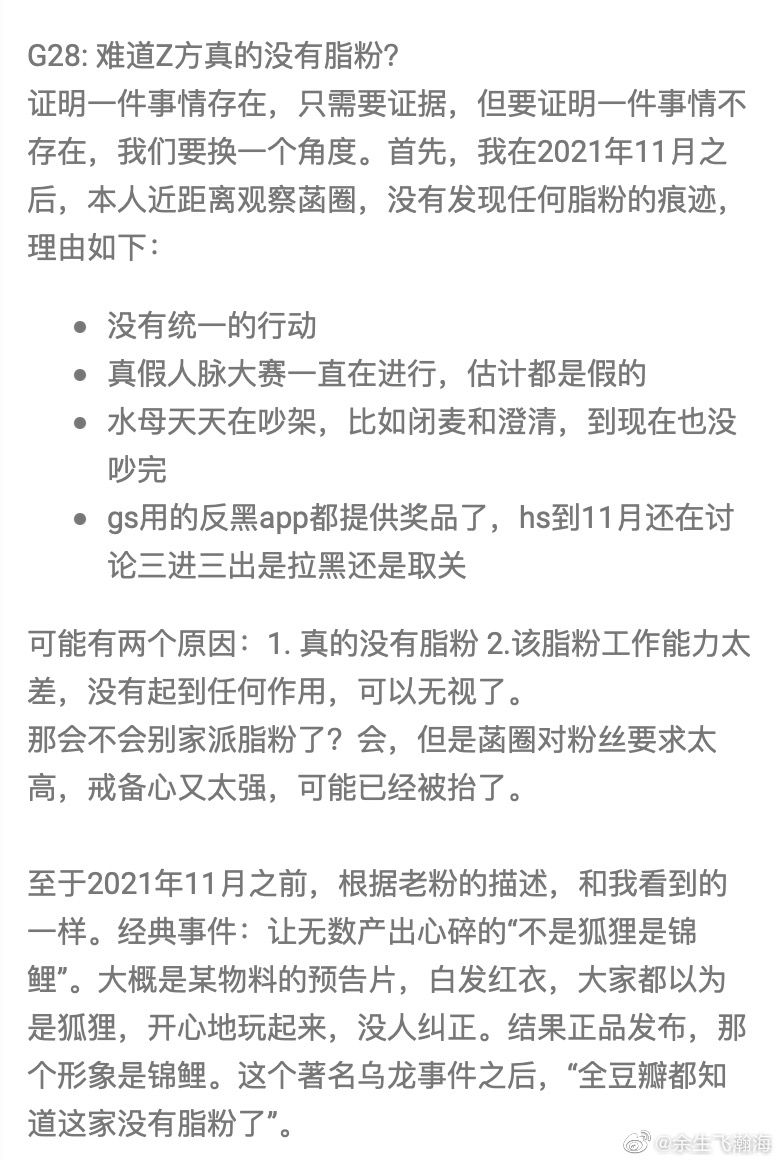 G28: 难道Z方真的没有脂粉？
证明一件事情存在，只需要证据，但要证明一件事情不
存在，我们要换一个角度。首先，我在2021年11月之
后，本人近距离观察菡圈，没有发现任何脂粉的痕迹，
理由如下：
• 没有统一的行动
• 真假人脉大赛一直在进行，估计都是假的
• 水母天天在吵架，比如闭麦和澄清，到现在也没
吵完
• gs用的反黑app都提供奖品了，hs到11月还在讨
论三进三出是拉黑还是取关
可能有两个原因：1. 真的没有脂粉 2.该脂粉工作能力太
差，没有起到任何作用，可以无视了。
那会不会别家派脂粉了？会，但是菡圈对粉丝要求太
高，戒备心又太强，可能已经被抬了。
至于2021年11月之前，根据老粉的描述，和我看到的
一样。经典事件：让无数产出心碎的“不是狐狸是锦
鲤”。大概是某物料的预告片，白发红衣，大家都以为
是狐狸，开心地玩起来，没人纠正。结果正品发布，那
个形象是锦鲤。这个著名乌龙事件之后，“全豆瓣都知
道这家没有脂粉了”。
@余生飞瀚海